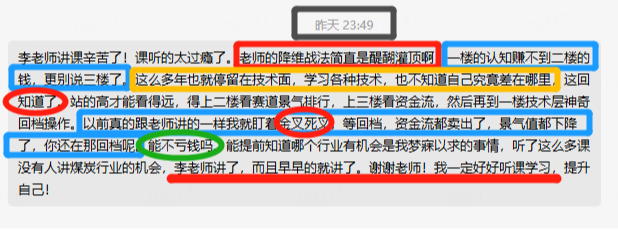 昨天 23:49
李老师讲课辛苦了！课听的太过瘾了。老师的降维战法简直是醍醐灌顶啊 一楼的认知赚不到二楼的
钱，更别说三楼了。这么多年也就停留在技术面，学习各种技术，也不知道自己究竟差在哪里，这回
知道了 站的高才能看得远，得上二楼看赛道景气排行，上三楼看资金流，然后再到一楼技术层神奇
回档操作。以前真的跟老师讲的一样我就盯着金叉死叉 等回档，资金流都卖出了，景气值都下降
了，你还在那回档呢 能不亏钱吗 能提前知道哪个行业有机会是我梦寐以求的事情，听了这么多课
没有人讲煤炭行业的机会，李老师讲了，而且早早的就讲了。谢谢老师！我一定好好听课学习，提升
自己！